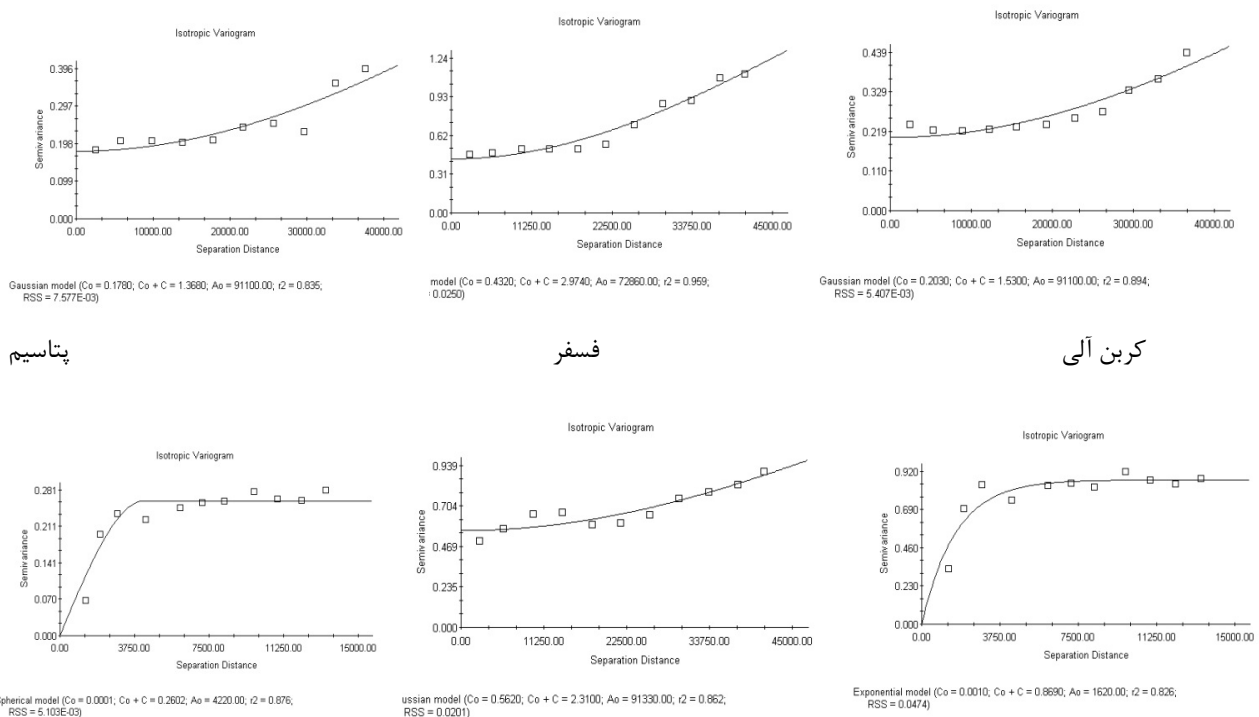 Isotropic Variogram
0.396
0.297
0.198
0.099
0.000
Semivariance
0.00 10000.00 20000.00 30000.00 40000.00
Separation Distance
Gaussian model (Co = 0.1780; Co + C = 1.3680; Ao = 91100.00; r2 = 0.835;
RSS = 7.577E-03)
Isotropic Variogram
1.24
0.93
0.62
0.31
0.00
Semivariance
0.00 11250.00 22500.00 33750.00 45000.00
Separation Distance
model (Co = 0.4320; Co + C = 2.9740; Ao = 72860.00; r2 = 0.959;
0.0250)
Isotropic Variogram
0.439
0.329
0.219
0.110
0.000
Semivariance
0.00 10000.00 20000.00 30000.00 40000.00
Separation Distance
Gaussian model (Co = 0.2030; Co + C = 1.5300; Ao = 91100.00; r2 = 0.894;
RSS = 5.407E-03)
کربن آلی فسفر پتاسیم
Isotropic Variogram
0.281
0.211
0.141
0.070
0.000
Semivariance
0.00 3750.00 7500.00 11250.00 15000.00
Separation Distance
pherical model (Co = 0.0001; Co + C = 0.2602; Ao = 4220.00; r2 = 0.876;
RSS = 5.103E-03)
Isotropic Variogram
0.939
0.704
0.469
0.235
0.000
Semivariance
0.00 11250.00 22500.00 33750.00 45000.00
Separation Distance
ussian model (Co = 0.5620; Co + C = 2.3100; Ao = 91330.00; r2 = 0.862;
RSS = 0.0201)
Isotropic Variogram
0.920
0.690
0.460
0.230
0.000
Semivariance
0.00 3750.00 7500.00 11250.00 15000.00
Separation Distance
Exponential model (Co = 0.0010; Co + C = 0.8690; Ao = 1620.00; r2 = 0.826;
RSS = 0.0474)